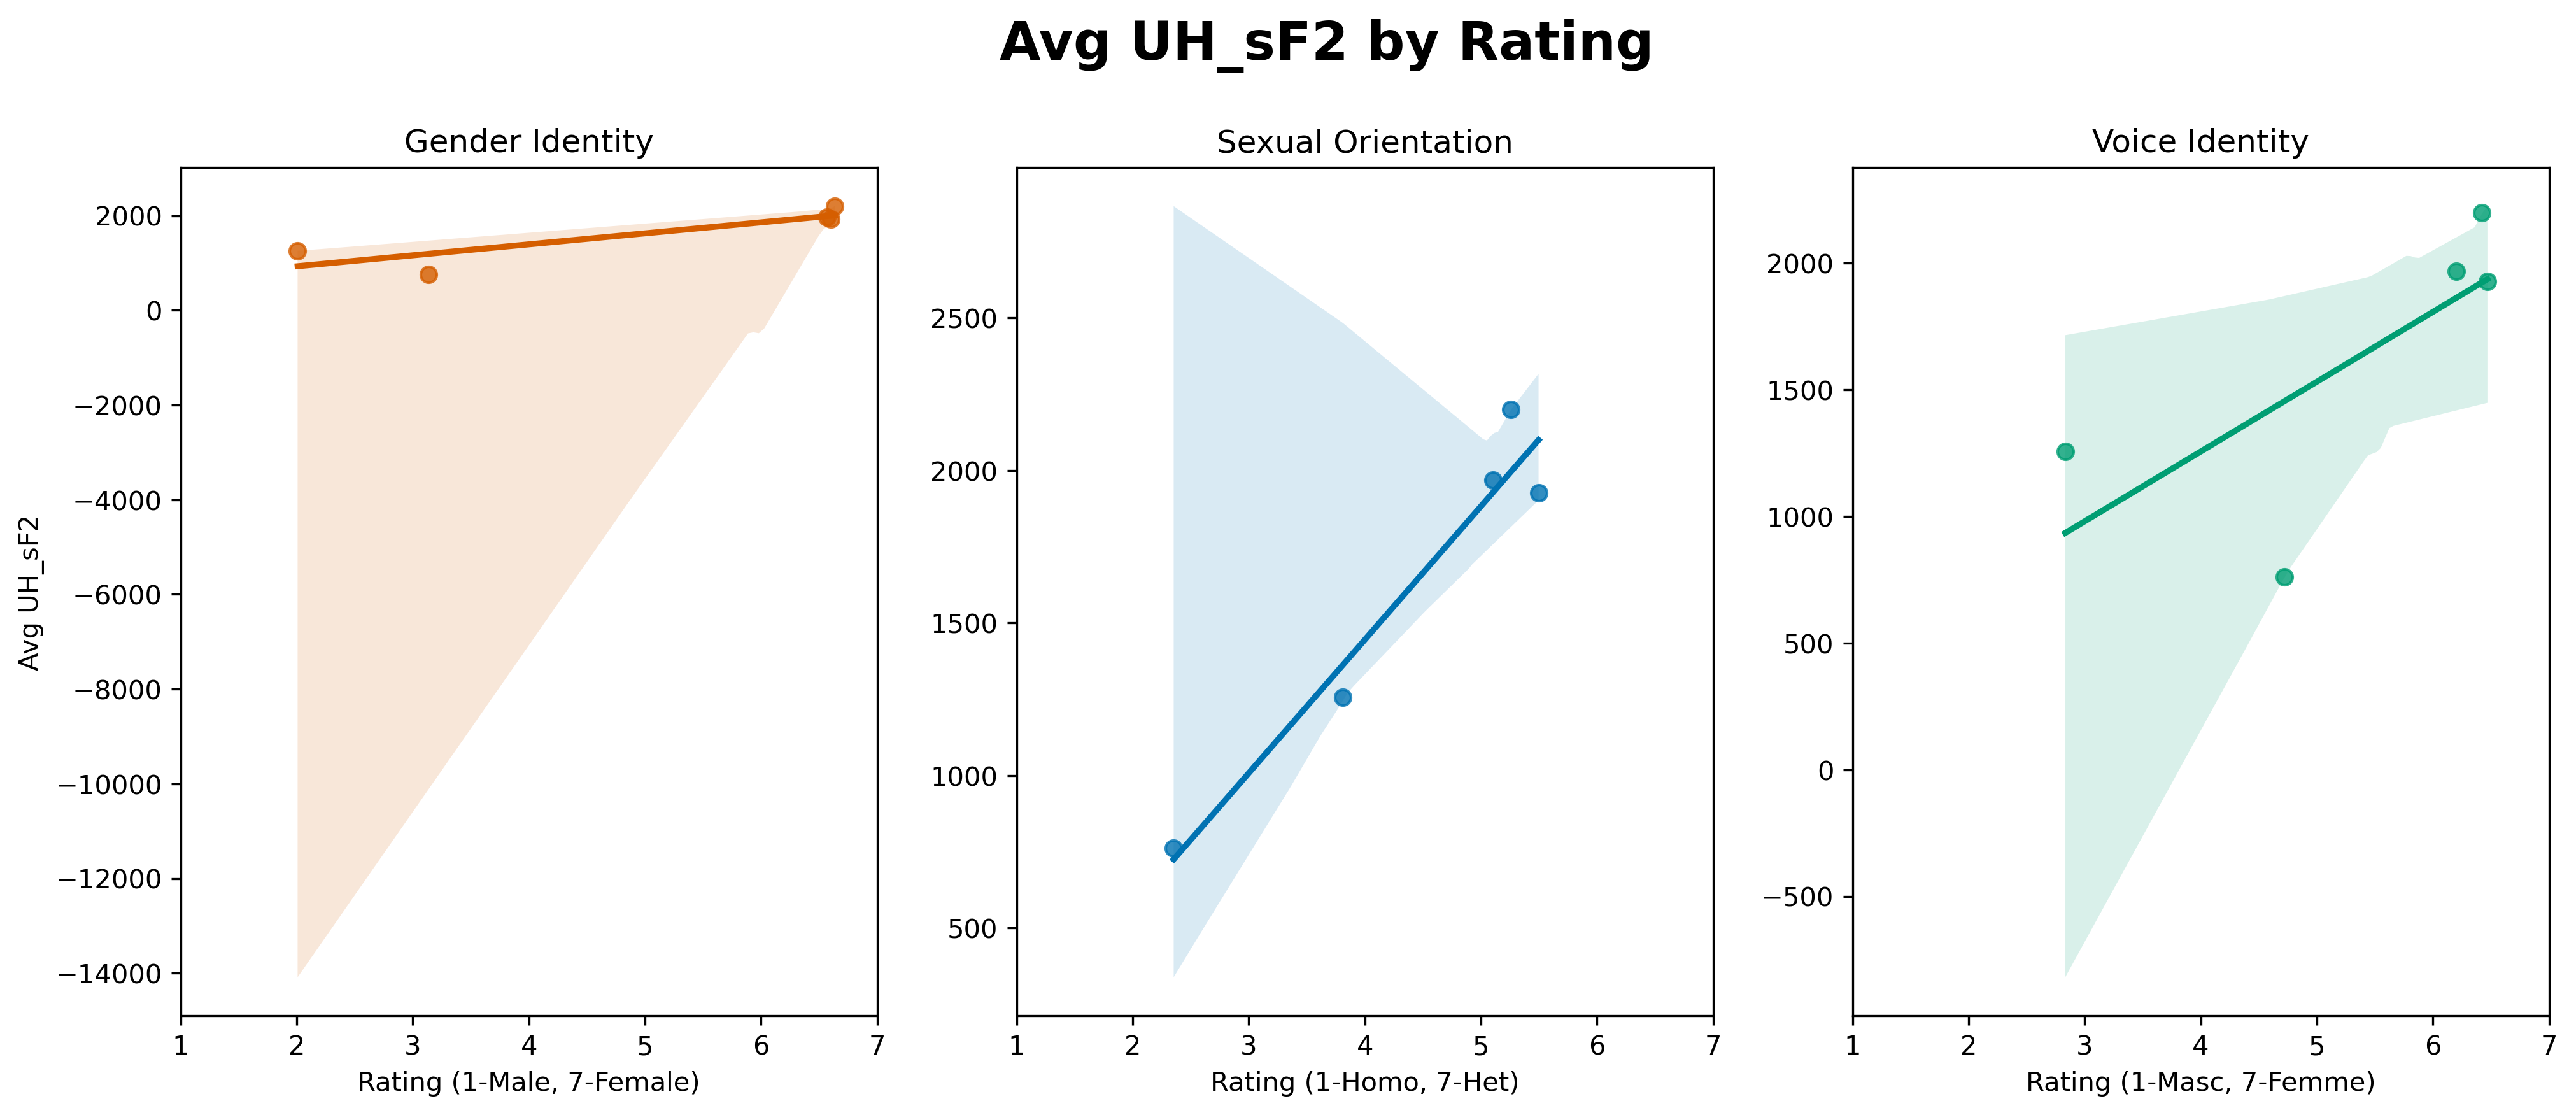 Avg UH_sF2 by Rating
Gender Identity
Sexual Orientation
Voice Identity
Avg UH_sF2
2000
0
−2000
−4000
−6000
−8000
−10000
−12000
−14000
1 2 3 4 5 6 7
Rating (1-Male, 7-Female)
2500
2000
1500
1000
500
1 2 3 4 5 6 7
Rating (1-Homo, 7-Het)
2000
1500
1000
500
0
−500
1 2 3 4 5 6 7
Rating (1-Masc, 7-Femme)